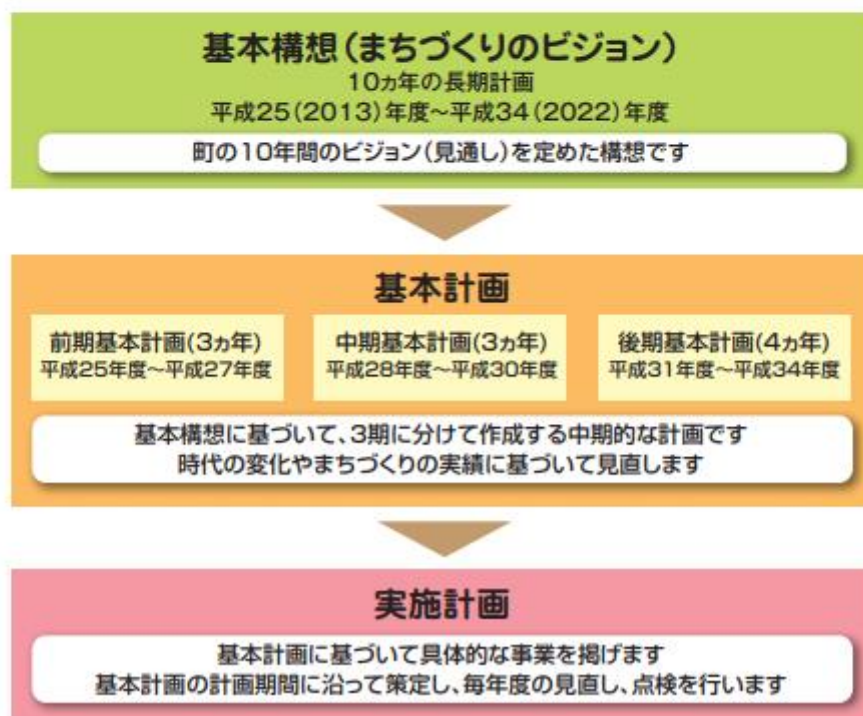 基本構想(まちづくりのビジョン)
10ヵ年の長期計画
平成25(2013)年度～平成34(2022)年度
町の10年間のビジョン(見通し)を定めた構想です
基本計画
前期基本計画(3ヵ年)
平成25年度～平成27年度
中期基本計画(3ヵ年)
平成28年度～平成30年度
後期基本計画(4ヵ年)
平成31年度～平成34年度
基本構想に基づいて、3期に分けて作成する中期的な計画です
時代の変化やまちづくりの実績に基づいて見直します
実施計画
基本計画に基づいて具体的な事業を掲げます
基本計画の計画期間に沿って策定し、毎年度の見直し、点検を行います